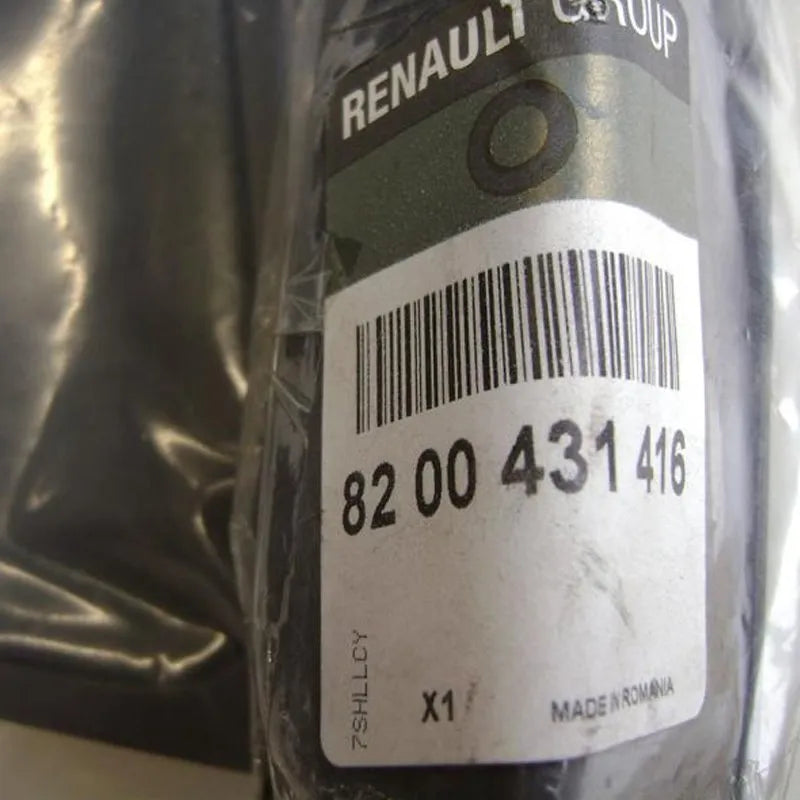 RENAULT GROUP
82 00 431 416
7SHLLCY
X1
MADE IN ROMANIA